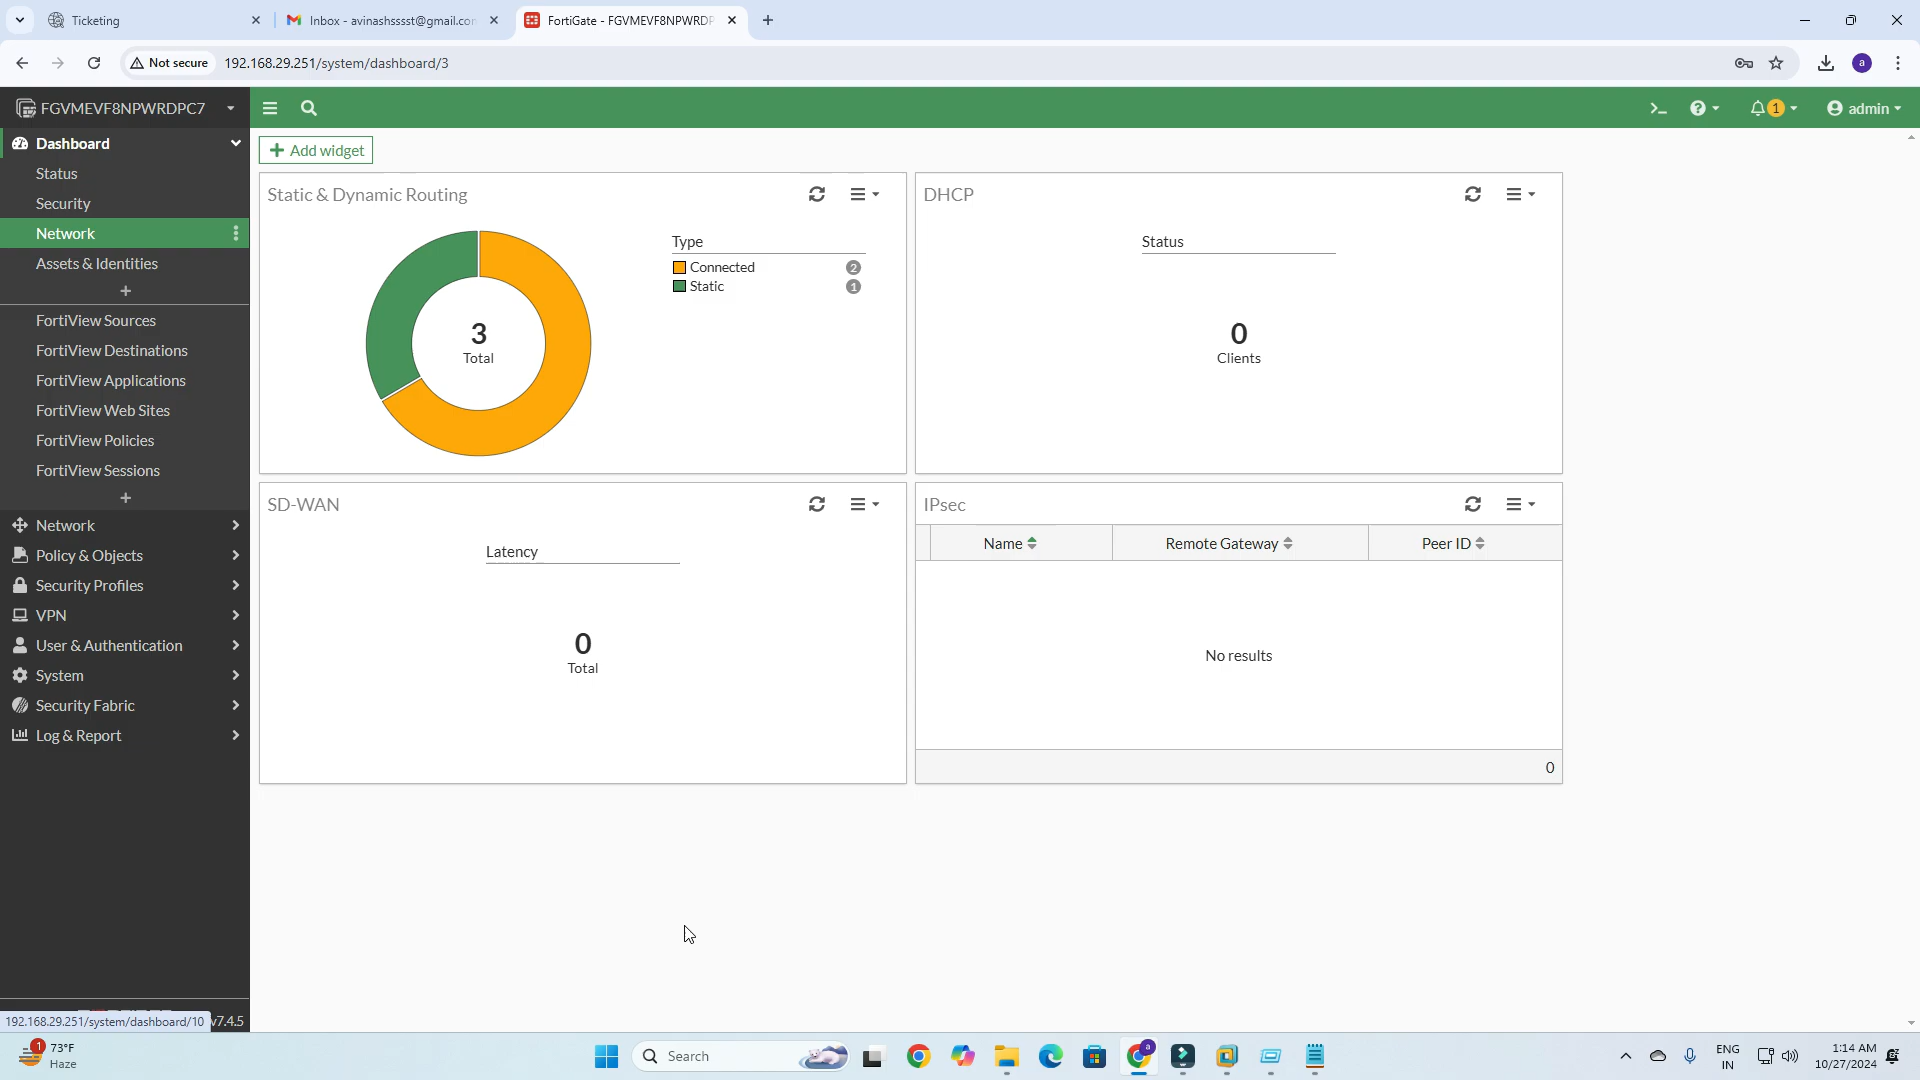 Ticketing
Inbox - avinashsssst@gmail.con
FortiGate - FGVMEVF8NPWRDP
Not secure
192.168.29.251/system/dashboard/3
a
FGVMEVF8NPWRDPC7
1
admin
Dashboard
Status
Security
Network
Assets & Identities
+
FortiView Sources
FortiView Destinations
FortiView Applications
FortiView Web Sites
FortiView Policies
FortiView Sessions
+
Network
Policy & Objects
Security Profiles
VPN
User & Authentication
System
Security Fabric
Log & Report
192.168.29.251/system/dashboard/10
v7.4.5
+ Add widget
Static & Dynamic Routing
3
Total
Type
Connected 2
Static 1
DHCP
Status
0
Clients
SD-WAN
Latency
0
Total
IPsec
Name
Remote Gateway
Peer ID
No results
0
1
73°F
Haze
Search
a
ENG
IN
1:14 AM
10/27/2024